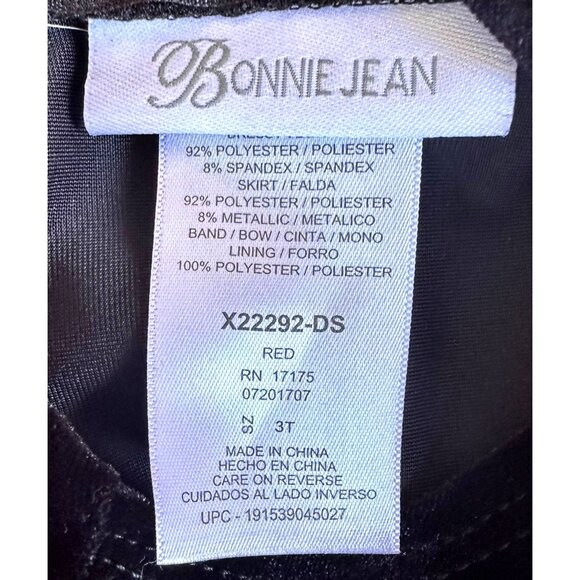 BONNIE JEAN
92% POLYESTER / POLIESTER
8% SPANDEX / SPANDEX
SKIRT / FALDA
92% POLYESTER / POLIESTER
8% METALLIC / METALICO
BAND / BOW / CINTA / MONO
LINING / FORRO
100% POLYESTER / POLIESTER
X22292-DS
RED
RN 17175
07201707
SZ 3T
MADE IN CHINA
HECHO EN CHINA
CARE ON REVERSE
CUIDADOS AL LADO INVERSO
UPC - 191539045027